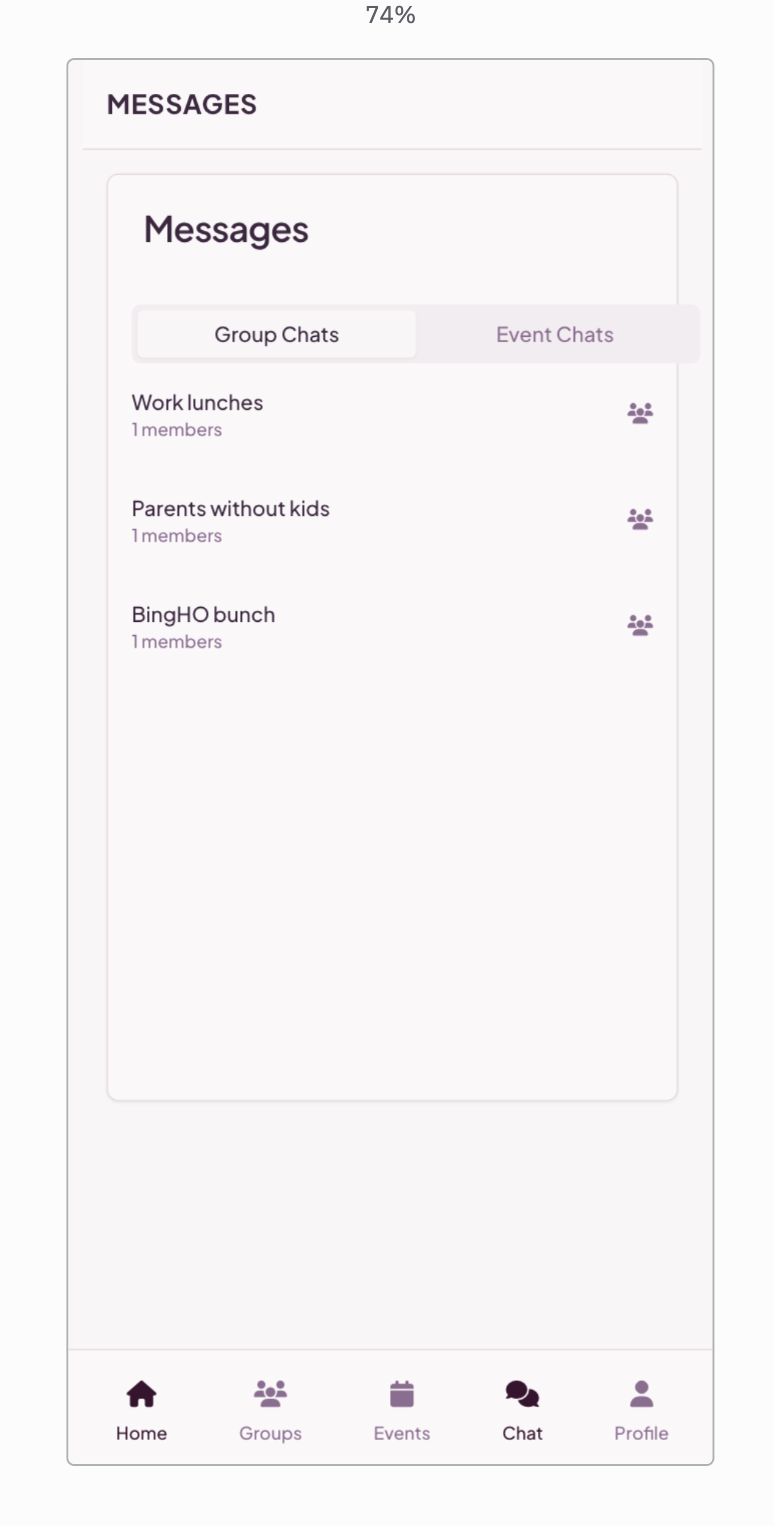 74%
MESSAGES
Messages
Group Chats Event Chats
Work lunches
1 members
Parents without kids
1 members
BingHO bunch
1 members
Home Groups Events Chat Profile